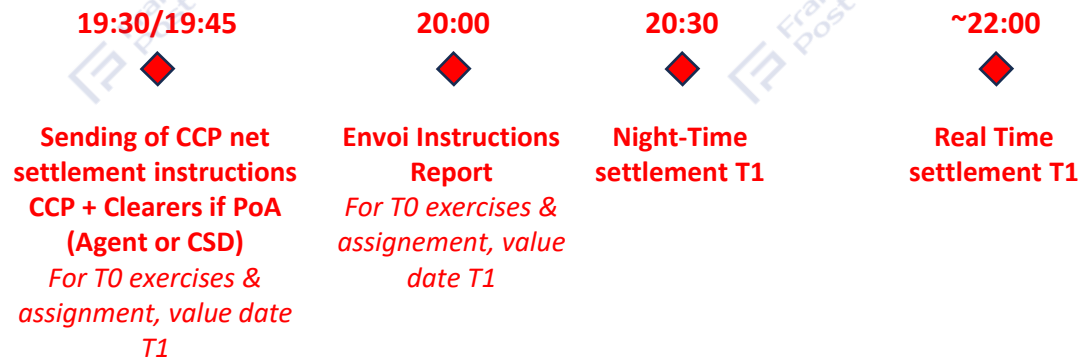 19:30/19:45
Sending of CCP net
settlement instructions
CCP + Clearers if PoA
(Agent or CSD)
For T0 exercises &
assignment, value date
T1
20:00
Envoi Instructions
Report
For T0 exercises &
assignement, value
date T1
20:30
Night-Time
settlement T1
~22:00
Real Time
settlement T1